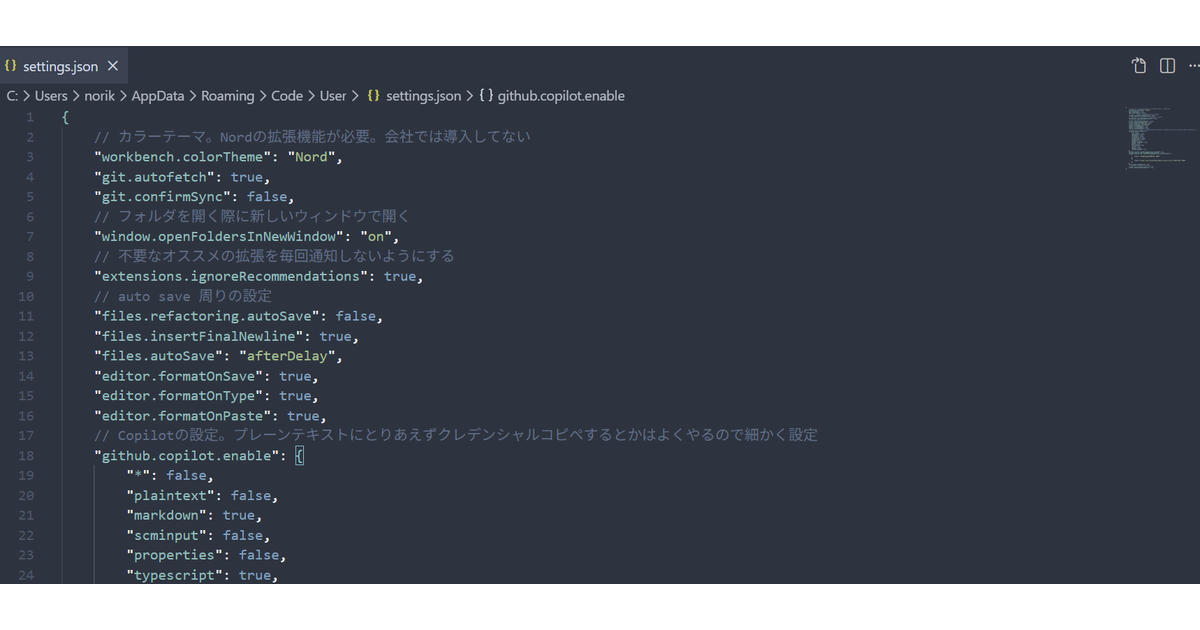 {} settings.json ×
C: > Users > norik > AppData > Roaming > Code > User > {} settings.json > {} github.copilot.enable
1 {
2 // カラーテーマ。Nordの拡張機能が必要。会社では導入してない
3 "workbench.colorTheme": "Nord",
4 "git.autofetch": true,
5 "git.confirmSync": false,
6 // フォルダを開く際に新しいウィンドウで開く
7 "window.openFoldersInNewWindow": "on",
8 // 不要なオススメの拡張を毎回通知しないようにする
9 "extensions.ignoreRecommendations": true,
10 // auto save 周りの設定
11 "files.refactoring.autoSave": false,
12 "files.insertFinalNewline": true,
13 "files.autoSave": "afterDelay",
14 "editor.formatOnSave": true,
15 "editor.formatOnType": true,
16 "editor.formatOnPaste": true,
17 // Copilotの設定。プレーンテキストにとりあえずクレデンシャルコピペするとかはよくやるので細かく設定
18 "github.copilot.enable": {
19 "*": false,
20 "plaintext": false,
21 "markdown": true,
22 "scminput": false,
23 "properties": false,
24 "typescript": true,